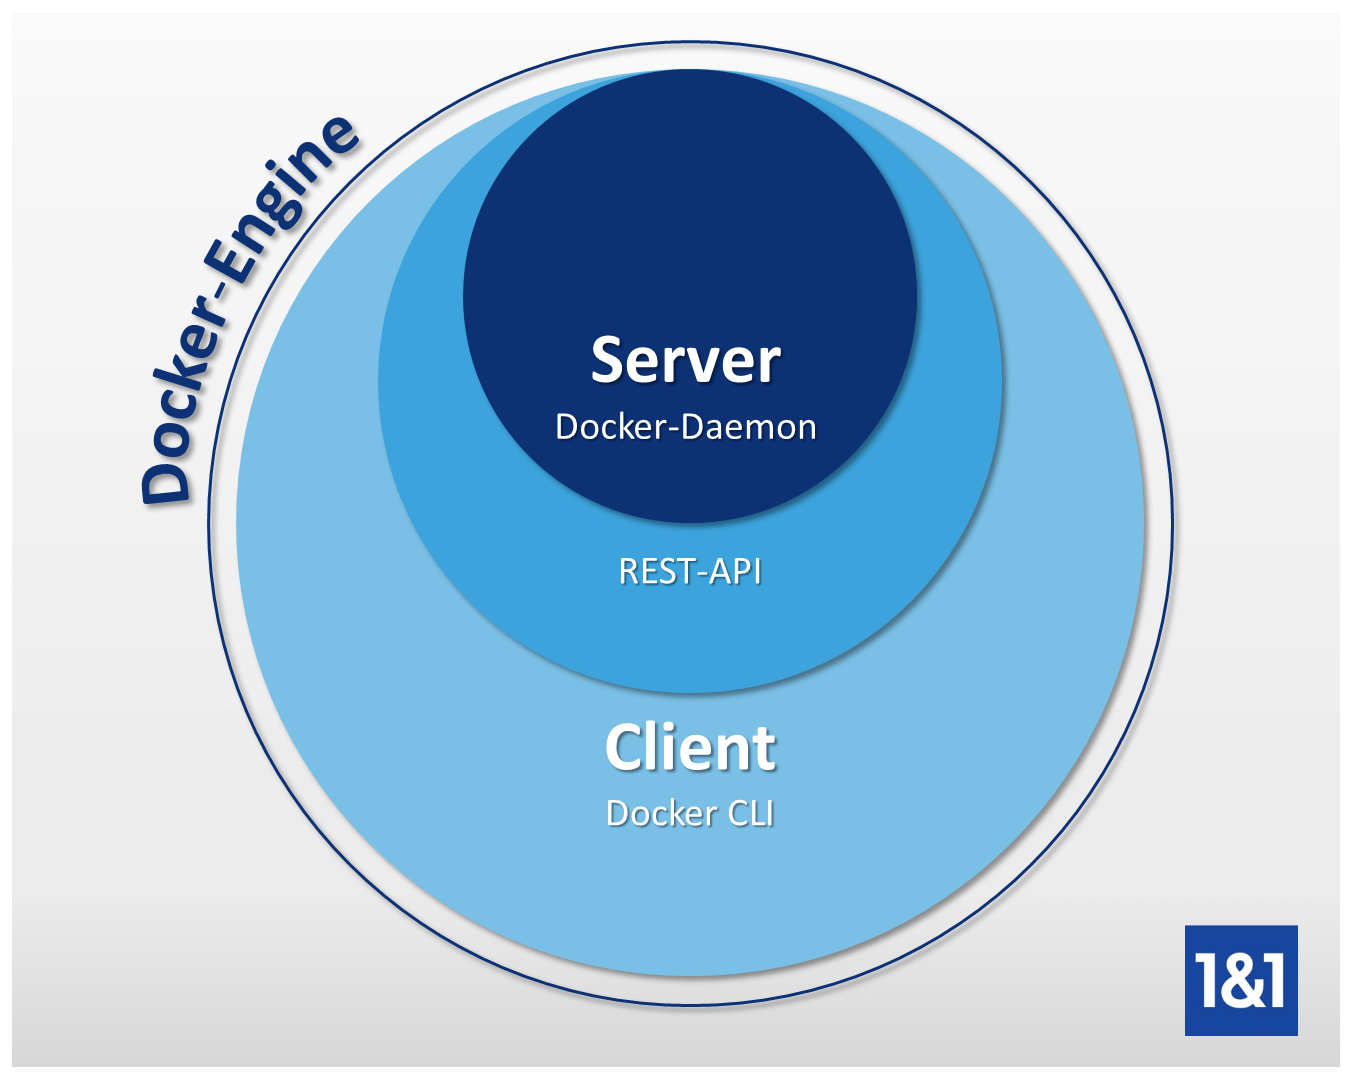 Docker-Engine
Server
Docker-Daemon
REST-API
Client
Docker CLI
1&1